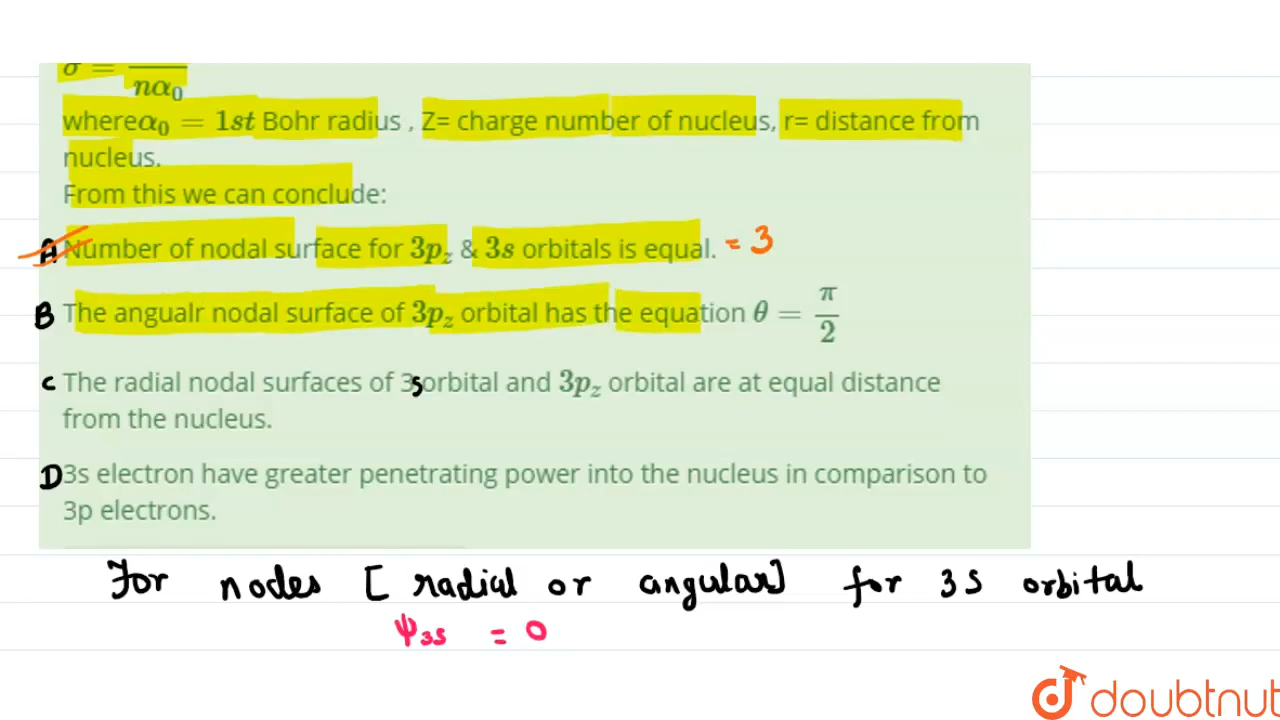 σ = nα₀
whereα₀ = 1st Bohr radius , Z= charge number of nucleus, r= distance from
nucleus.
From this we can conclude:
A Number of nodal surface for 3p_z & 3s orbitals is equal. = 3
B The angualr nodal surface of 3p_z orbital has the equation θ = π/2
C The radial nodal surfaces of 3s orbital and 3p_z orbital are at equal distance
from the nucleus.
D 3s electron have greater penetrating power into the nucleus in comparison to
3p electrons.
For nodes [radial or angular] for 3S orbital
Ψ3S = 0
doubtnut